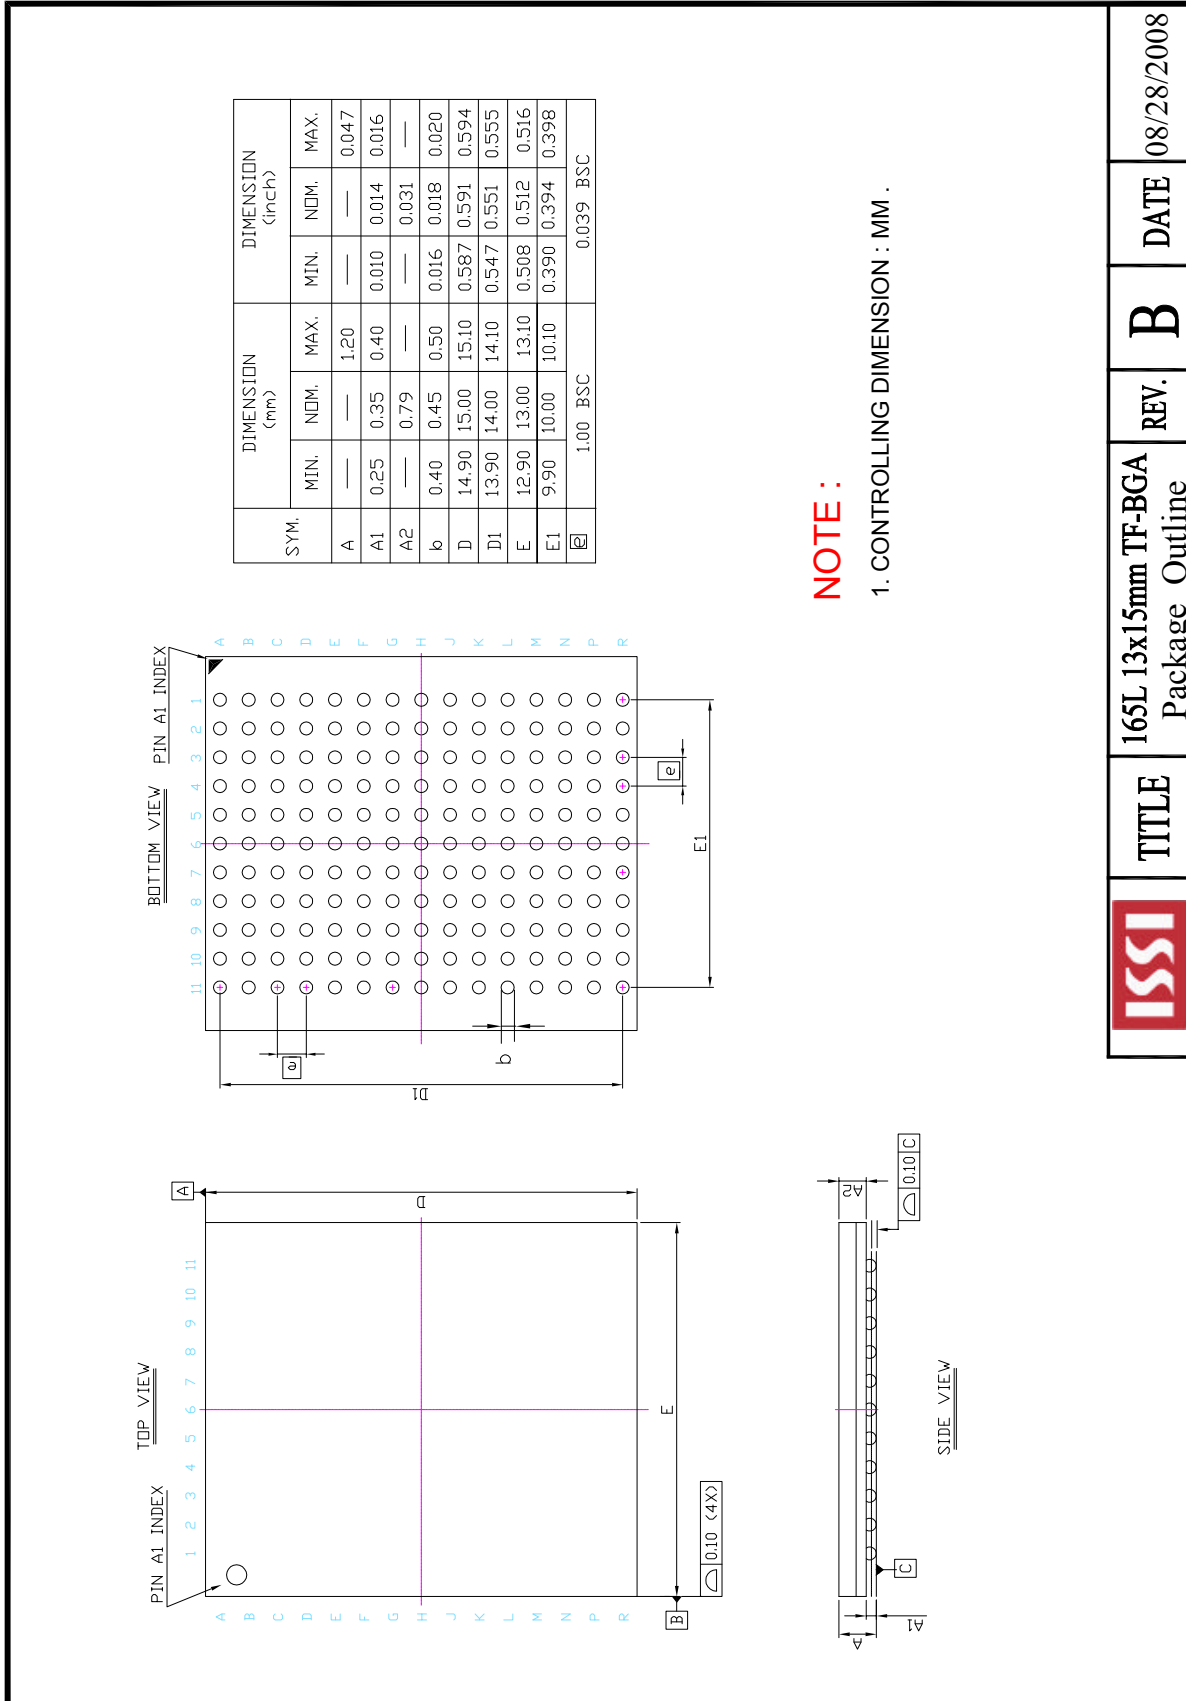 TOP VIEW
PIN A1 INDEX
1 2 3 4 5 6 7 8 9 10 11
A
B
C
D
E
F
G
H
J
K
L
M
N
P
R
A
D
E
B
0.10 (4X)
BOTTOM VIEW
PIN A1 INDEX
11 10 9 8 7 6 5 4 3 2 1
A
B
C
D
E
F
G
H
J
K
L
M
N
P
R
e
D1
b
e
E1
SYM. DIMENSION (mm) DIMENSION (inch)
MIN. NOM. MAX. MIN. NOM. MAX.
A — — 1.20 — — 0.047
A1 0.25 0.35 0.40 0.010 0.014 0.016
A2 — 0.79 — — 0.031 —
b 0.40 0.45 0.50 0.016 0.018 0.020
D 14.90 15.00 15.10 0.587 0.591 0.594
D1 13.90 14.00 14.10 0.547 0.551 0.555
E 12.90 13.00 13.10 0.508 0.512 0.516
E1 9.90 10.00 10.10 0.390 0.394 0.398
e 1.00 BSC 0.039 BSC
A
A1
A2
C
0.10 C
SIDE VIEW
NOTE :
1. CONTROLLING DIMENSION : MM .
ISSI
TITLE
165L 13x15mm TF-BGA
Package Outline
REV.
B
DATE
08/28/2008